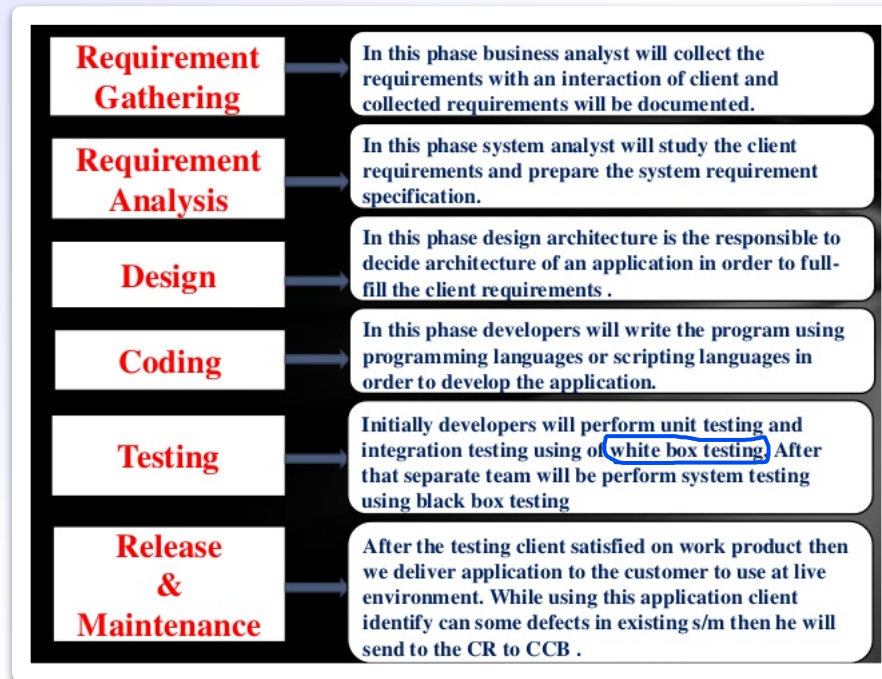 Requirement
Gathering
In this phase business analyst will collect the
requirements with an interaction of client and
collected requirements will be documented.
Requirement
Analysis
In this phase system analyst will study the client
requirements and prepare the system requirement
specification.
Design
In this phase design architecture is the responsible to
decide architecture of an application in order to full-
fill the client requirements .
Coding
In this phase developers will write the program using
programming languages or scripting languages in
order to develop the application.
Testing
Initially developers will perform unit testing and
integration testing using of white box testing. After
that separate team will be perform system testing
using black box testing
Release
&
Maintenance
After the testing client satisfied on work product then
we deliver application to the customer to use at live
environment. While using this application client
identify can some defects in existing s/m then he will
send to the CR to CCB .